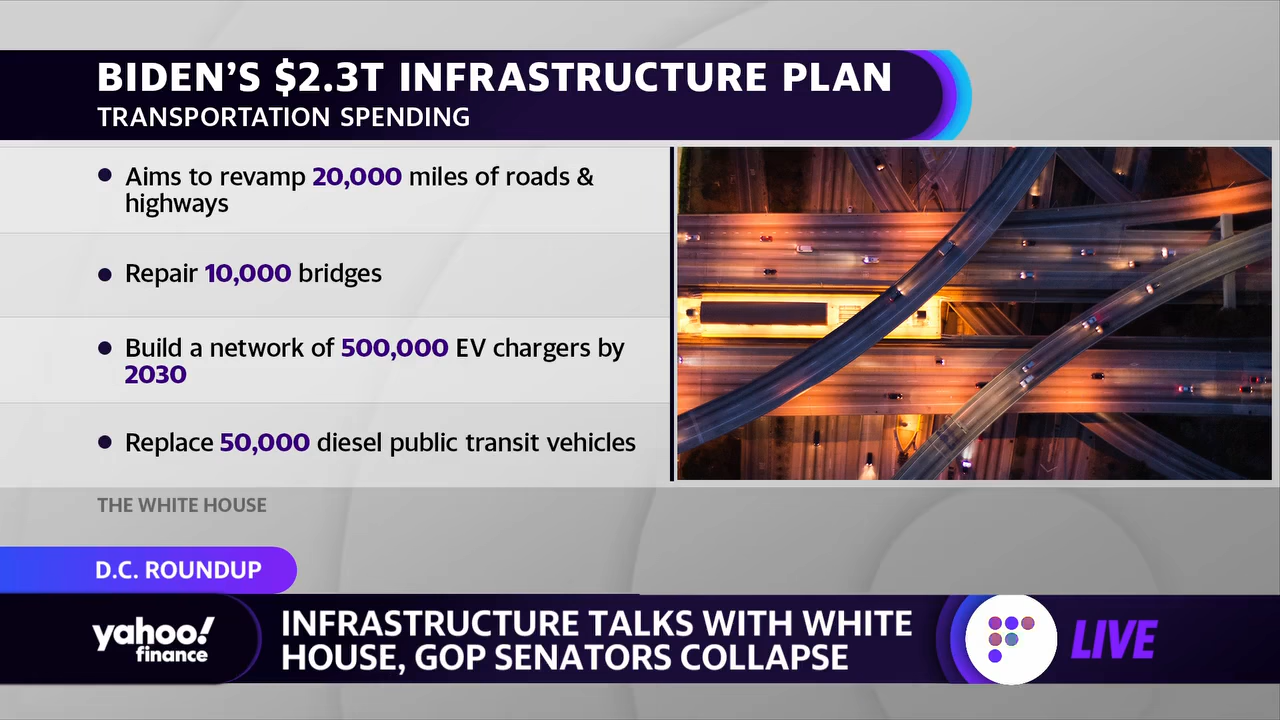 BIDEN'S $2.3T INFRASTRUCTURE PLAN
TRANSPORTATION SPENDING
• Aims to revamp 20,000 miles of roads &
highways
• Repair 10,000 bridges
• Build a network of 500,000 EV chargers by
2030
• Replace 50,000 diesel public transit vehicles
THE WHITE HOUSE
D.C. ROUNDUP
yahoo!
finance
INFRASTRUCTURE TALKS WITH WHITE
HOUSE, GOP SENATORS COLLAPSE
LIVE